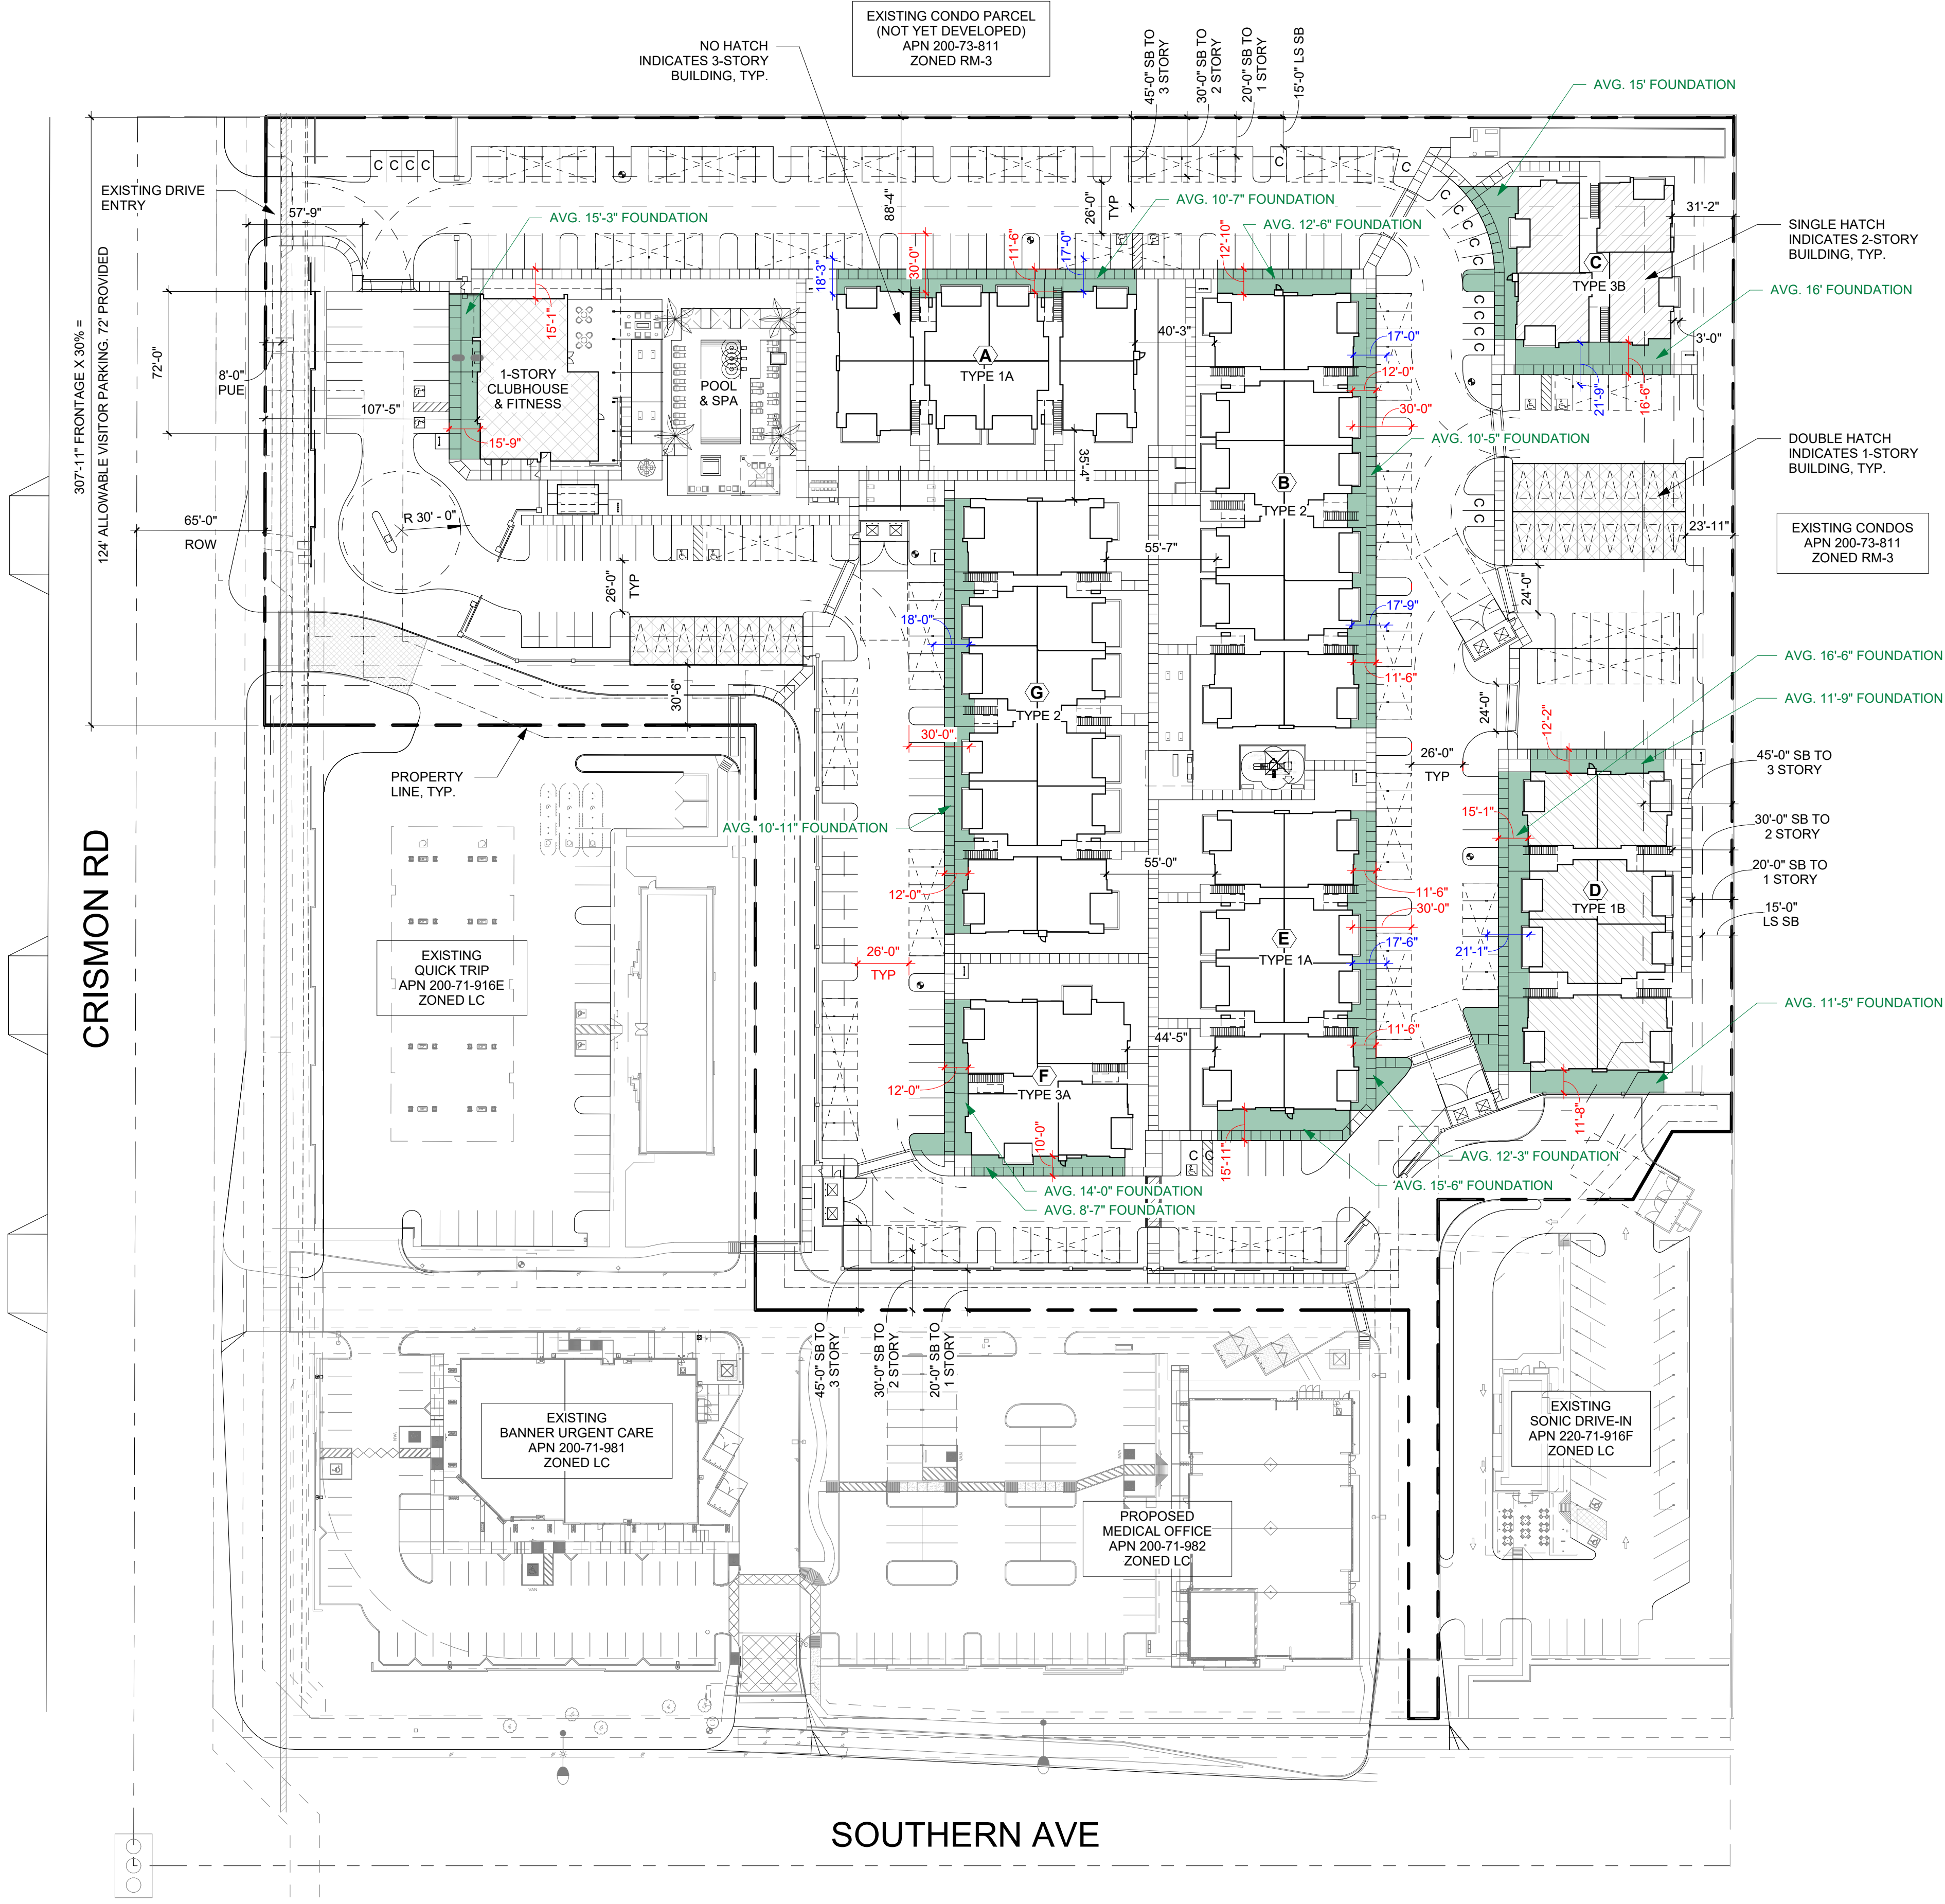 EXISTING CONDO PARCEL
(NOT YET DEVELOPED)
APN 200-73-811
ZONED RM-3
NO HATCH
INDICATES 3-STORY
BUILDING, TYP.
45'-0" SB TO
3 STORY
30'-0" SB TO
2 STORY
20'-0" SB TO
1 STORY
15'-0" LS SB
AVG. 15' FOUNDATION
EXISTING DRIVE
ENTRY
57'-9"
C C C C
C
C
C
C
C
C
C
C
88'-4"
26'-0"
TYP
AVG. 10'-7" FOUNDATION
AVG. 15'-3" FOUNDATION
AVG. 12'-6" FOUNDATION
31'-2"
SINGLE HATCH
INDICATES 2-STORY
BUILDING, TYP.
307'-11" FRONTAGE X 30% =
124' ALLOWABLE VISITOR PARKING. 72' PROVIDED
18'-3"
30'-0"
11'-6"
17'-0"
12'-10"
C
TYPE 3B
AVG. 16' FOUNDATION
15'-1"
C
C
C
C
72'-0"
8'-0"
PUE
40'-3"
17'-0"
3'-0"
A
TYPE 1A
1-STORY
CLUBHOUSE
& FITNESS
POOL
& SPA
12'-0"
21'-9"
16'-6"
107'-5"
30'-0"
15'-9"
AVG. 10'-5" FOUNDATION
DOUBLE HATCH
INDICATES 1-STORY
BUILDING, TYP.
35'-4"
B
TYPE 2
C
C
65'-0"
ROW
R 30' - 0"
23'-11"
EXISTING CONDOS
APN 200-73-811
ZONED RM-3
55'-7"
26'-0"
TYP
24'-0"
18'-0"
17'-9"
AVG. 16'-6" FOUNDATION
11'-6"
30'-6"
G
TYPE 2
AVG. 11'-9" FOUNDATION
24'-0"
12'-2"
30'-0"
26'-0"
TYP
45'-0" SB TO
3 STORY
PROPERTY
LINE, TYP.
15'-1"
30'-0" SB TO
2 STORY
AVG. 10'-11" FOUNDATION
55'-0"
20'-0" SB TO
1 STORY
12'-0"
11'-6"
D
TYPE 1B
30'-0"
15'-0"
LS SB
CRISMON RD
E
TYPE 1A
17'-6"
21'-1"
EXISTING
QUICK TRIP
APN 200-71-916E
ZONED LC
26'-0"
TYP
AVG. 11'-5" FOUNDATION
11'-6"
44'-5"
F
TYPE 3A
12'-0"
11'-8"
10'-0"
15'-11"
C C
AVG. 12'-3" FOUNDATION
AVG. 14'-0" FOUNDATION
AVG. 15'-6" FOUNDATION
AVG. 8'-7" FOUNDATION
45'-0" SB TO
3 STORY
30'-0" SB TO
2 STORY
20'-0" SB TO
1 STORY
EXISTING
BANNER URGENT CARE
APN 200-71-981
ZONED LC
EXISTING
SONIC DRIVE-IN
APN 220-71-916F
ZONED LC
PROPOSED
MEDICAL OFFICE
APN 200-71-982
ZONED LC
VAN
SOUTHERN AVE